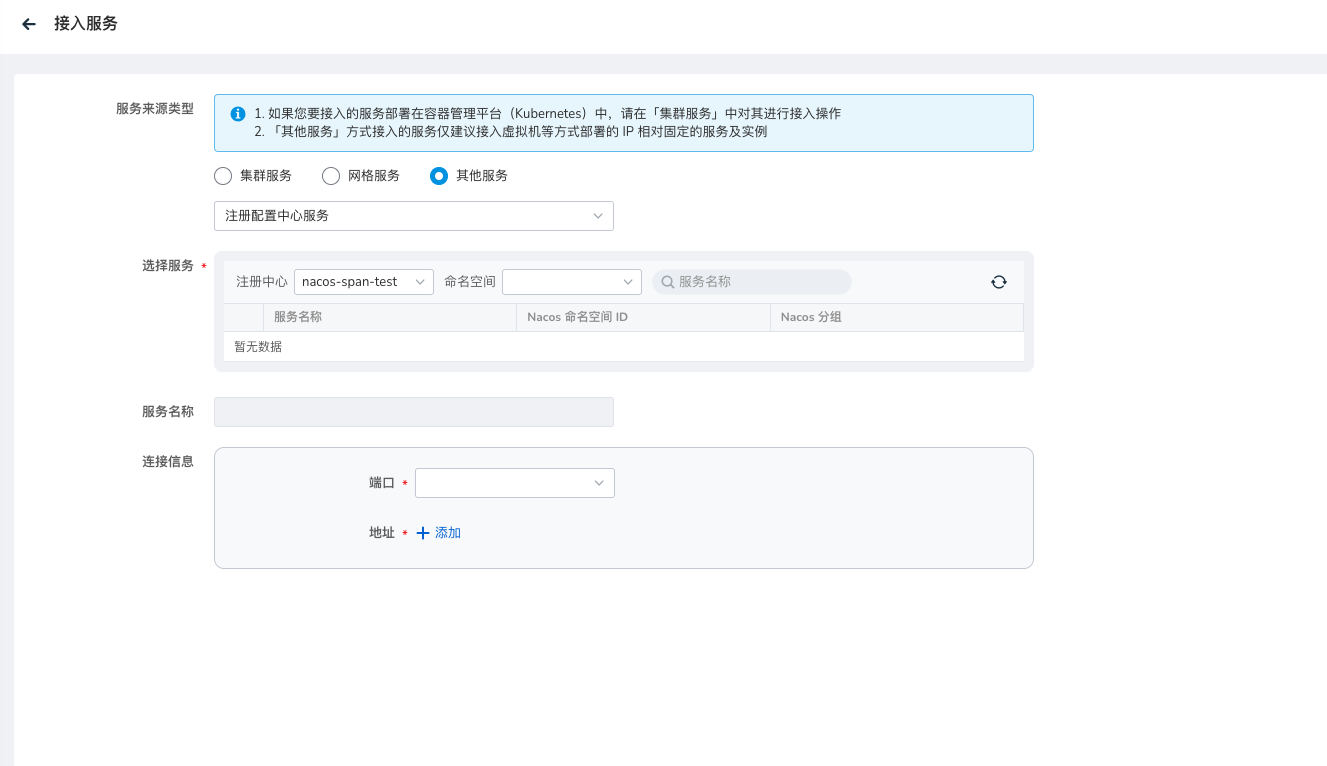 接入服务
服务来源类型
1. 如果您要接入的服务部署在容器管理平台（Kubernetes）中，请在「集群服务」中对其进行接入操作
2. 「其他服务」方式接入的服务仅建议接入虚拟机等方式部署的 IP 相对固定的服务及实例
集群服务 网格服务 其他服务
注册配置中心服务
选择服务 *
注册中心 nacos-span-test 命名空间 服务名称
服务名称 Nacos 命名空间 ID Nacos 分组
暂无数据
服务名称
连接信息
端口 *
地址 * 添加